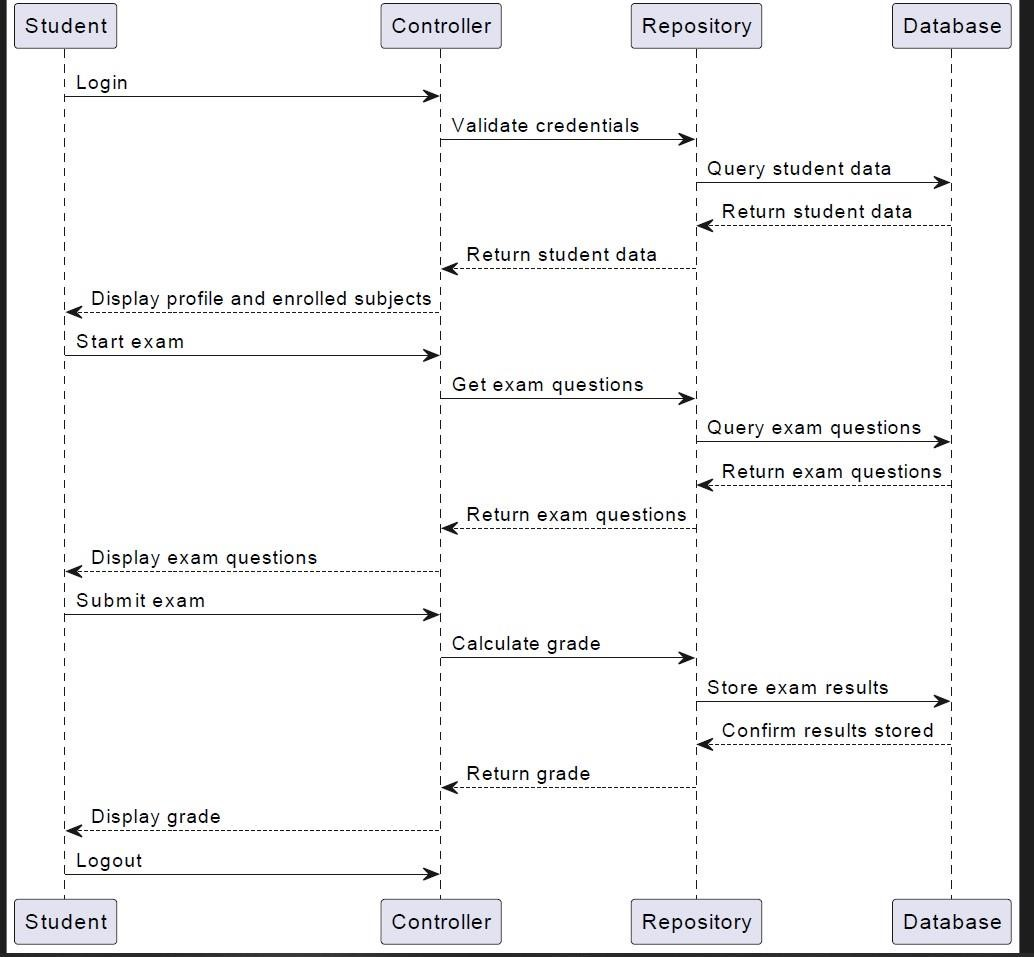 Student
Controller
Repository
Database
Login
Validate credentials
Query student data
Return student data
Return student data
Display profile and enrolled subjects
Start exam
Get exam questions
Query exam questions
Return exam questions
Return exam questions
Display exam questions
Submit exam
Calculate grade
Store exam results
Confirm results stored
Return grade
Display grade
Logout
Student
Controller
Repository
Database